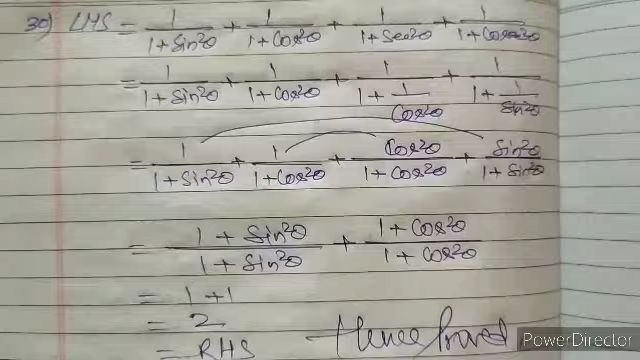 30) LHS = 1/(1+Sin²θ) + 1/(1+Cos²θ) + 1/(1+Sec²θ) + 1/(1+Cosec²θ)
= 1/(1+Sin²θ) + 1/(1+Cos²θ) + 1/(1+1/Cos²θ) + 1/(1+1/Sin²θ)
= 1/(1+Sin²θ) + 1/(1+Cos²θ) + Cos²θ/(1+Cos²θ) + Sin²θ/(1+Sin²θ)
= (1+Sin²θ)/(1+Sin²θ) + (1+Cos²θ)/(1+Cos²θ)
= 1+1
= 2
= RHS Hence Proved
PowerDirector